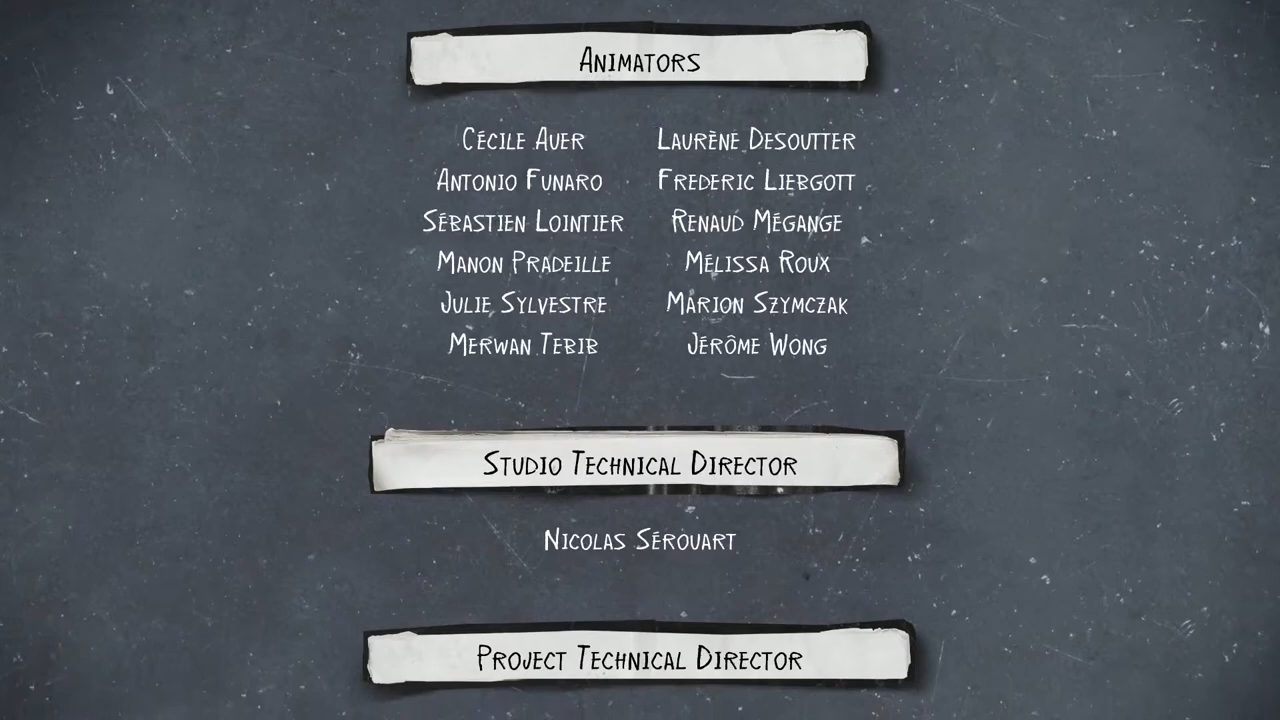 Animators
Cécile Auer Laurène Desoutter
Antonio Funaro Frederic Liebgott
Sébastien Lointier Renaud Mégange
Manon Pradeille Mélissa Roux
Julie Sylvestre Marion Szymczak
Merwan Tebib Jérôme Wong
Studio Technical Director
Nicolas Sérouart
Project Technical Director